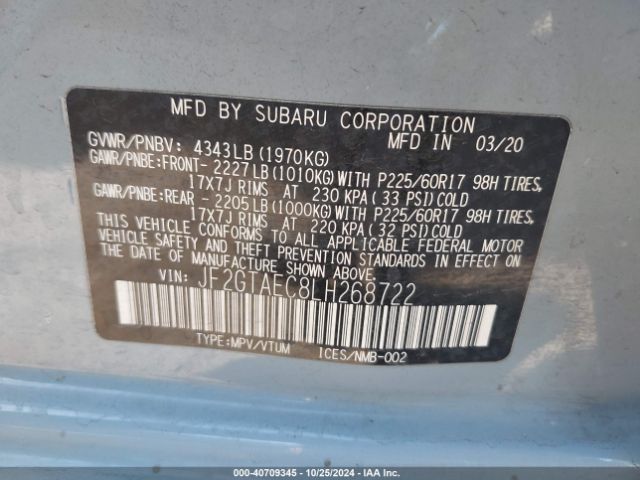 MFD BY SUBARU CORPORATION
MFD IN 03/20
GVWR/PNBV: 4343LB(1970KG)
GAWR/PNBE:FRONT- 2227LB(1010KG)WITH P225/60R17 98H TIRES,
17X7J RIMS AT 230 KPA(33 PSI)COLD
GAWR/PNBE:REAR - 2205LB(1000KG)WITH P225/60R17 98H TIRES,
17X7J RIMS AT 220 KPA(32 PSI)COLD
THIS VEHICLE CONFORMS TO ALL APPLICABLE FEDERAL MOTOR
VEHICLE SAFETY AND THEFT PREVENTION STANDARDS IN EFFECT ON
THE DATE OF MANUFACTURE SHOWN ABOVE.
VIN: JF2GTAEC8LH268722
TYPE:MPV/VTUM ICES/NMB-002
000-40709345 - 10/25/2024 - IAA Inc.